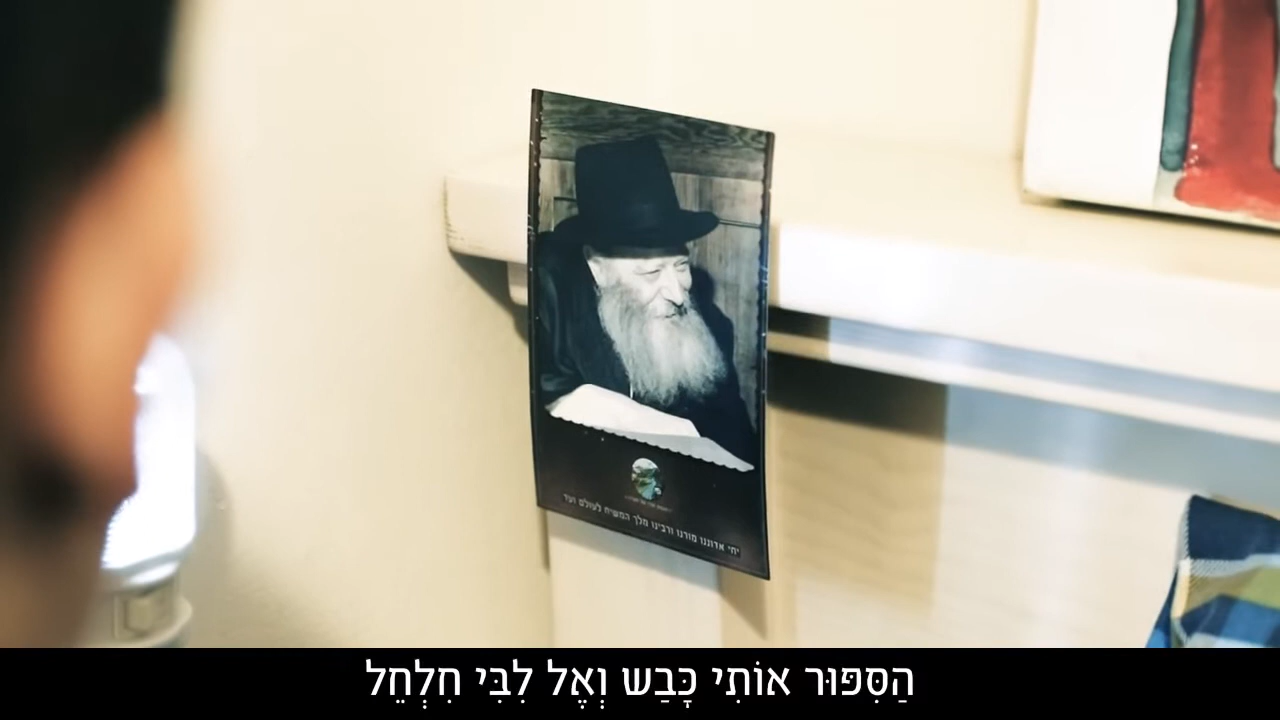 יחי אדוננו מורנו ורבינו מלך המשיח לעולם ועד
הַסִּפּוּר אוֹתִי כָּבַשׁ וְאֶל לִבִּי חִלְחֵל